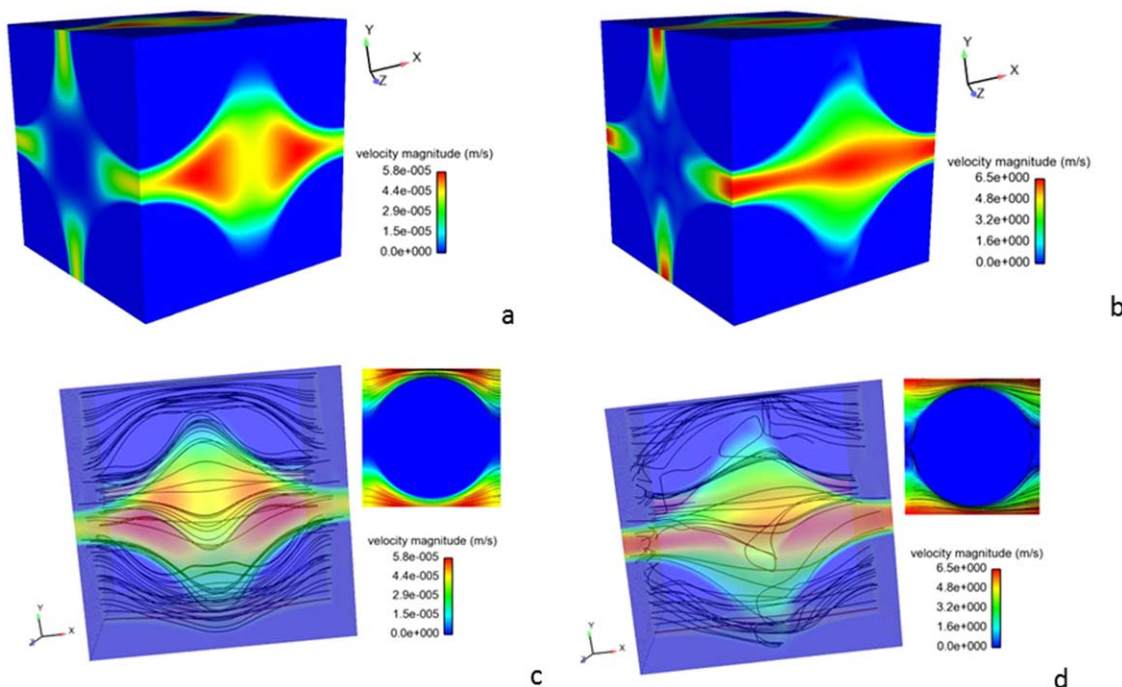 Y
X
Z
velocity magnitude (m/s)
5.8e-005
4.4e-005
2.9e-005
1.5e-005
0.0e+000
a
Y
X
Z
velocity magnitude (m/s)
6.5e+000
4.8e+000
3.2e+000
1.6e+000
0.0e+000
b
velocity magnitude (m/s)
5.8e-005
4.4e-005
2.9e-005
1.5e-005
0.0e+000
Y
Z
X
c
velocity magnitude (m/s)
6.5e+000
4.8e+000
3.2e+000
1.6e+000
0.0e+000
Y
Z
X
d